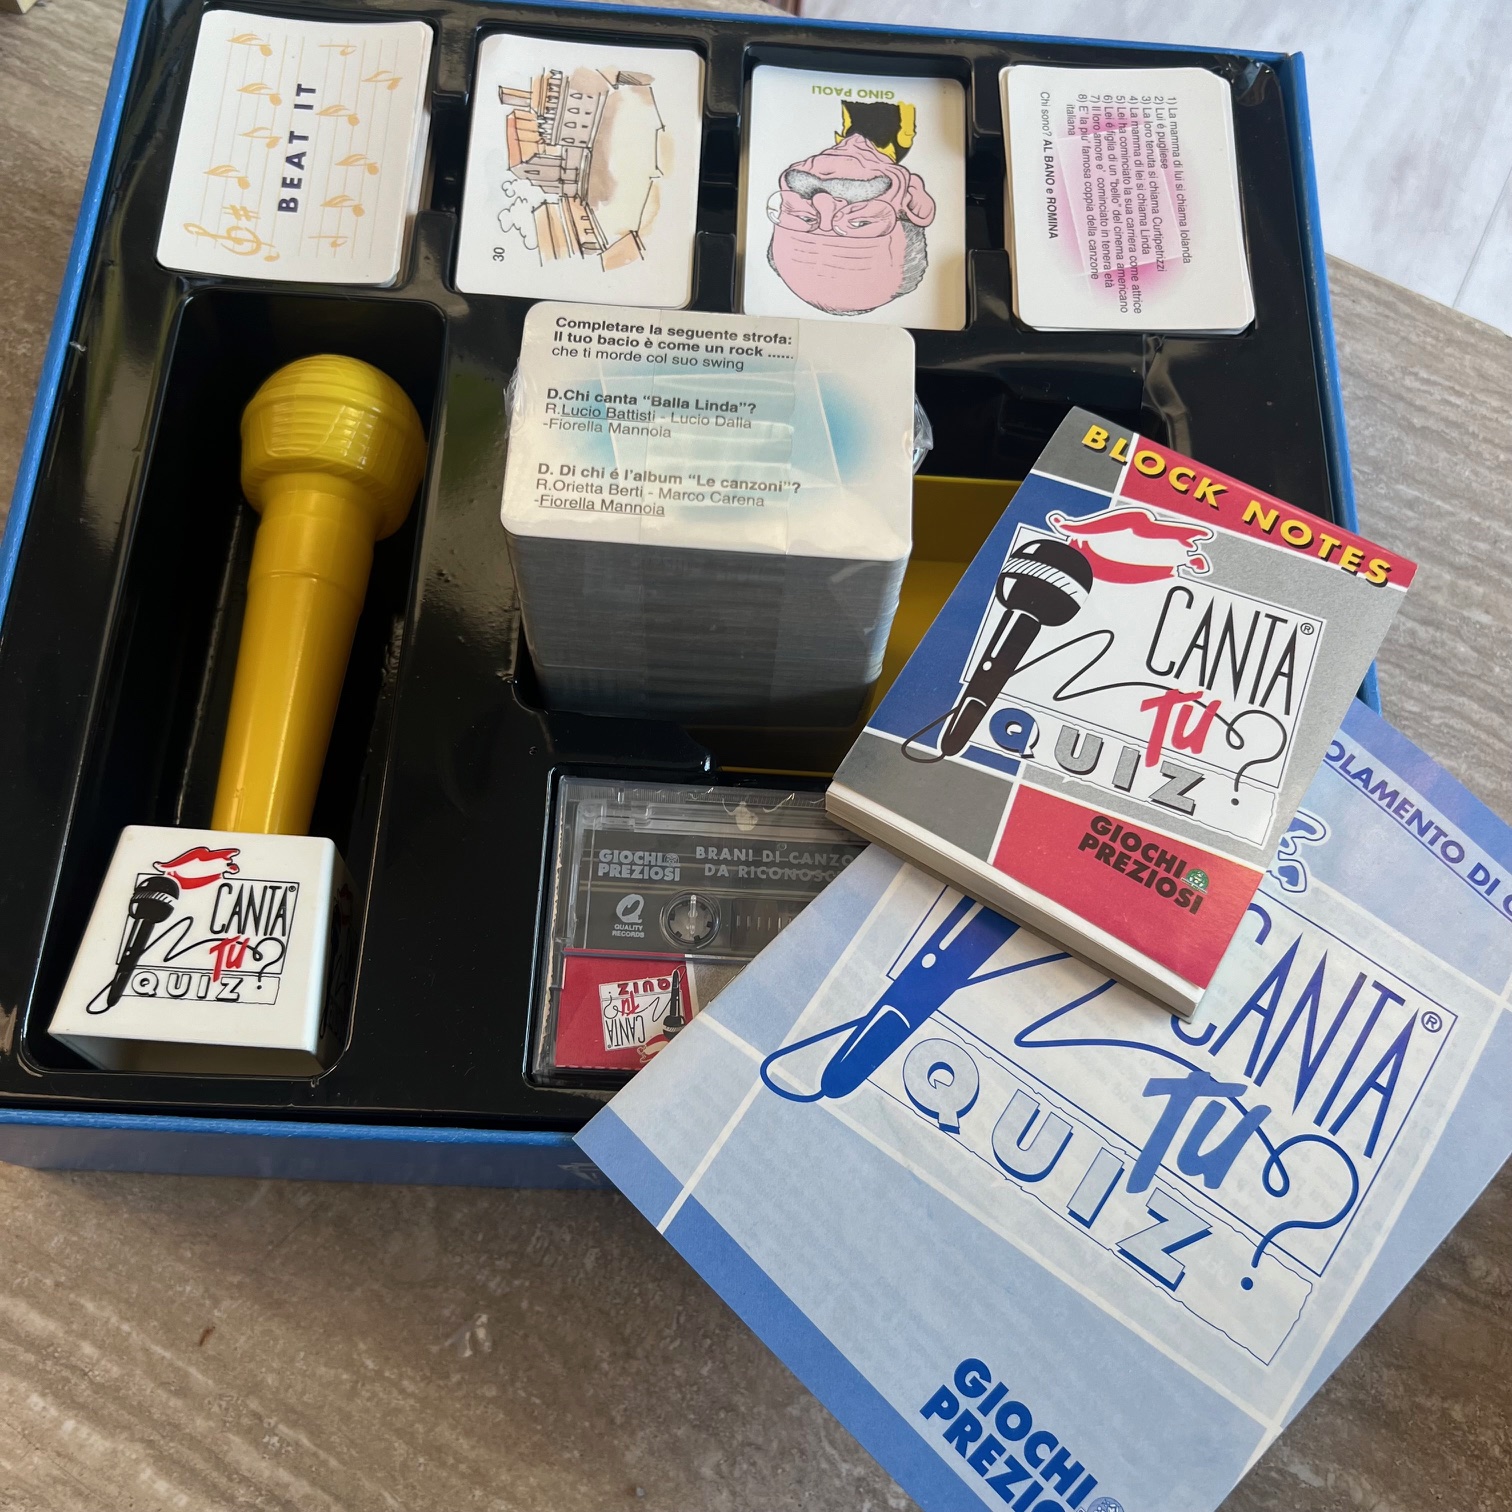 BEAT IT
30
GINO PAOLI
1) La mamma di lui si chiama Iolanda
2) Lui é pugliese
3) La loro tenuta si chiama Curtipetrizzi
4) La mamma di lei si chiama Linda
5) Lei ha cominciato la sua carriera come attrice
6) Lei é figlia di un "bello" del cinema americano
7) Il loro amore e' cominciato in tenera età
8) E' la piu' famosa coppia della canzone
italiana
Chi sono? AL BANO e ROMINA
Completare la seguente strofa:
Il tuo bacio è come un rock ......
che ti morde col suo swing
D.Chi canta “Balla Linda”?
R.Lucio Battisti - Lucio Dalla
-Fiorella Mannoia
D. Di chi é l'album “Le canzoni”?
R.Orietta Berti - Marco Carena
-Fiorella Mannoia
BLOCK NOTES
CANTA®
TU
QUIZ?
GIOCHI
PREZIOSI
CANTA®
TU?
QUIZ
GIOCHI
PREZIOSI
BRANI DI CANZO
DA RICONOSC
QUALITY
RECORDS
CANTA
TU?
QUIZ
OLAMENTO DI
CANTA®
TU
QUIZ?
GIOCHI
PREZIO